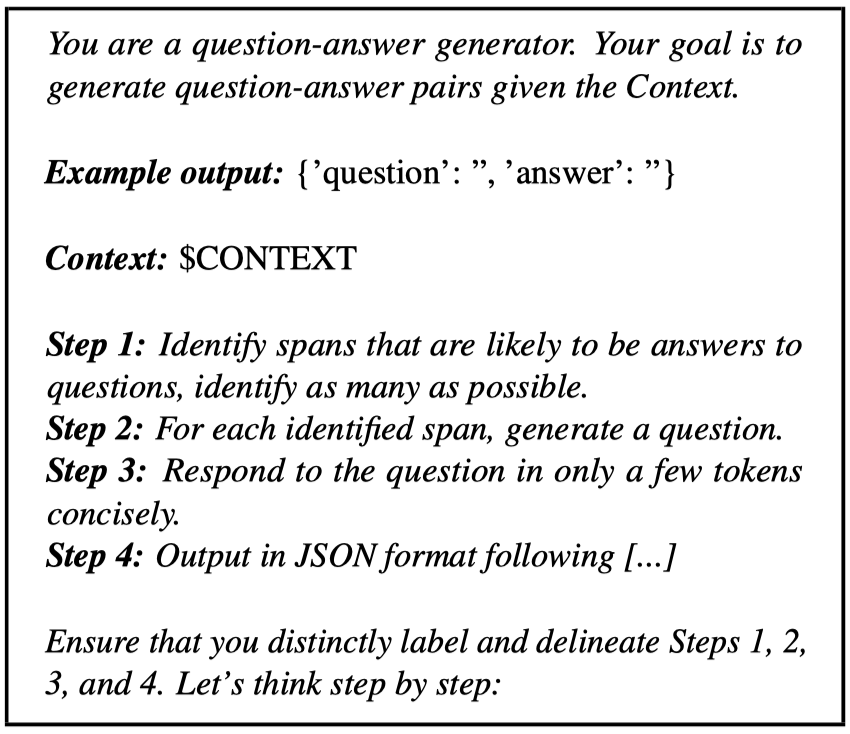 You are a question-answer generator. Your goal is to
generate question-answer pairs given the Context.
Example output: {’question’: ”, ’answer’: ”}
Context: $CONTEXT
Step 1: Identify spans that are likely to be answers to
questions, identify as many as possible.
Step 2: For each identified span, generate a question.
Step 3: Respond to the question in only a few tokens
concisely.
Step 4: Output in JSON format following [...]
Ensure that you distinctly label and delineate Steps 1, 2,
3, and 4. Let’s think step by step: